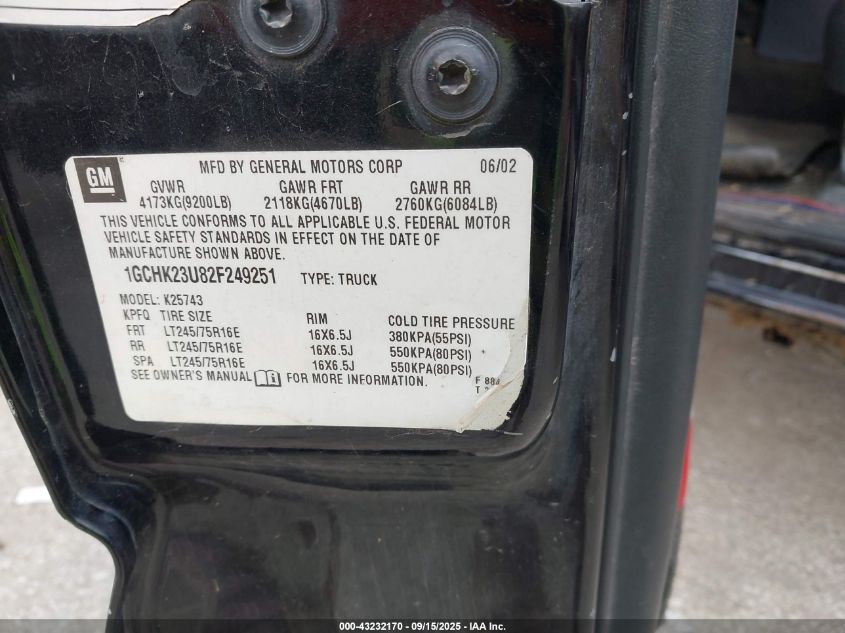 GM
MFD BY GENERAL MOTORS CORP 06/02
GVWR GAWR FRT GAWR RR
4173KG(9200LB) 2118KG(4670LB) 2760KG(6084LB)
THIS VEHICLE CONFORMS TO ALL APPLICABLE U.S. FEDERAL MOTOR
VEHICLE SAFETY STANDARDS IN EFFECT ON THE DATE OF
MANUFACTURE SHOWN ABOVE.
1GCHK23U82F249251 TYPE: TRUCK
MODEL: K25743
KPFQ TIRE SIZE RIM COLD TIRE PRESSURE
FRT LT245/75R16E 16X6.5J 380KPA(55PSI)
RR LT245/75R16E 16X6.5J 550KPA(80PSI)
SPA LT245/75R16E 16X6.5J 550KPA(80PSI)
SEE OWNER'S MANUAL FOR MORE INFORMATION.
F
T
000-43232170 - 09/15/2025 - IAA Inc.